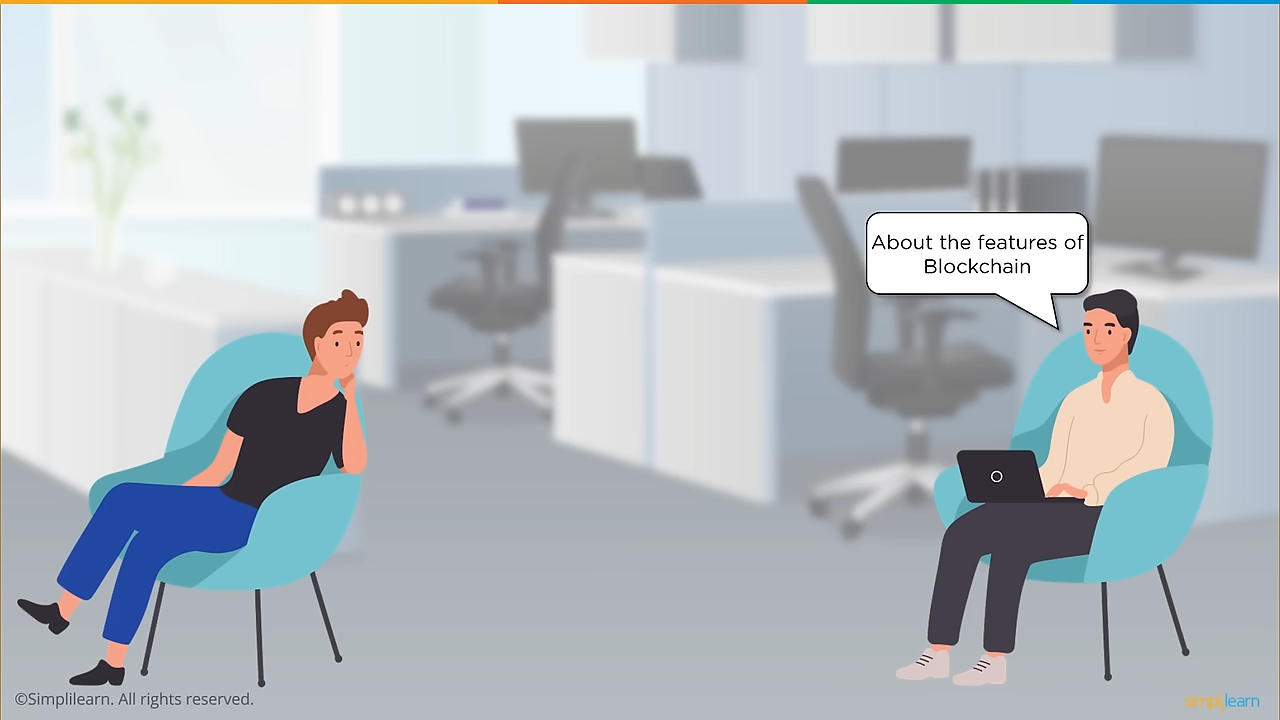 About the features of
Blockchain
©Simplilearn. All rights reserved.
simplilearn